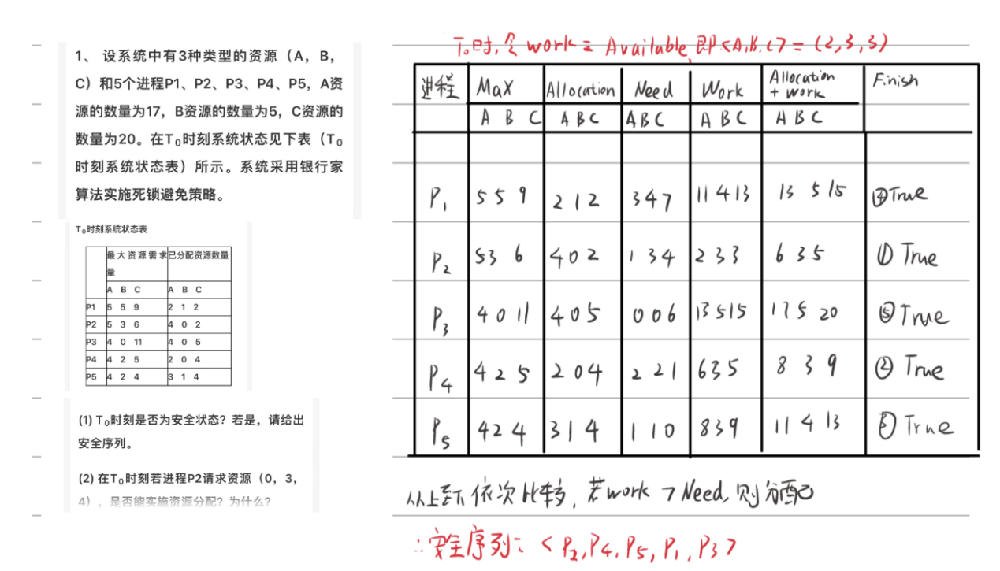 1、 设系统中有3种类型的资源（A，B，
C）和5个进程P1、P2、P3、P4、P5，A资
源的数量为17，B资源的数量为5，C资源的
数量为20。在T₀时刻系统状态见下表（T₀
时刻系统状态表）所示。系统采用银行家
算法实施死锁避免策略。
T₀时刻系统状态表
最大资源需求量 已分配资源数量
A B C A B C
P1 5 5 9 2 1 2
P2 5 3 6 4 0 2
P3 4 0 11 4 0 5
P4 4 2 5 2 0 4
P5 4 2 4 3 1 4
(1) T₀时刻是否为安全状态？若是，请给出
安全序列。
(2) 在T₀时刻若进程P2请求资源（0，3，
4），是否能实施资源分配？为什么？
T₀时, 令 work = Available, 即<A,B,C> = (2,3,3)
进程 Max Allocation Need Work Allocation + work Finish
A B C A B C A B C A B C A B C
P₁ 5 5 9 2 1 2 3 4 7 11 4 13 13 5 15 ④True
P₂ 5 3 6 4 0 2 1 3 4 2 3 3 6 3 5 ① True
P₃ 4 0 11 4 0 5 0 0 6 13 5 15 17 5 20 ⑤True
P₄ 4 2 5 2 0 4 2 2 1 6 3 5 8 3 9 ② True
P₅ 4 2 4 3 1 4 1 1 0 8 3 9 11 4 13 ③ True
从上至下依次比较, 若work > Need, 则分配
∴安全序列: < P₂, P₄, P₅, P₁, P₃ >